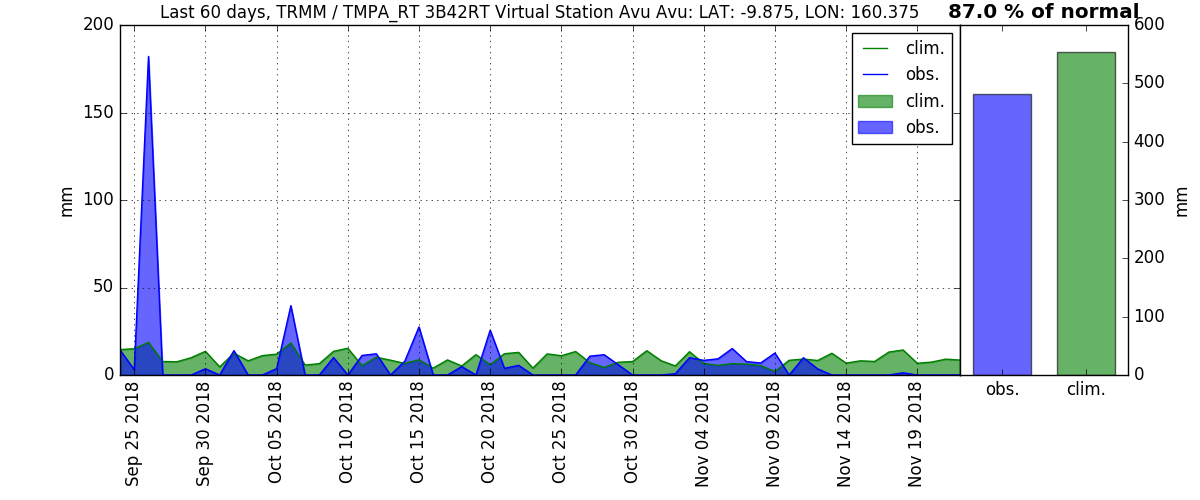 Last 60 days, TRMM / TMPA_RT 3B42RT Virtual Station Avu Avu: LAT: -9.875, LON: 160.375
87.0 % of normal
200
150
100
50
0
mm
clim.
obs.
clim.
obs.
600
500
400
300
200
100
0
mm
Sep 25 2018
Sep 30 2018
Oct 05 2018
Oct 10 2018
Oct 15 2018
Oct 20 2018
Oct 25 2018
Oct 30 2018
Nov 04 2018
Nov 09 2018
Nov 14 2018
Nov 19 2018
obs.
clim.